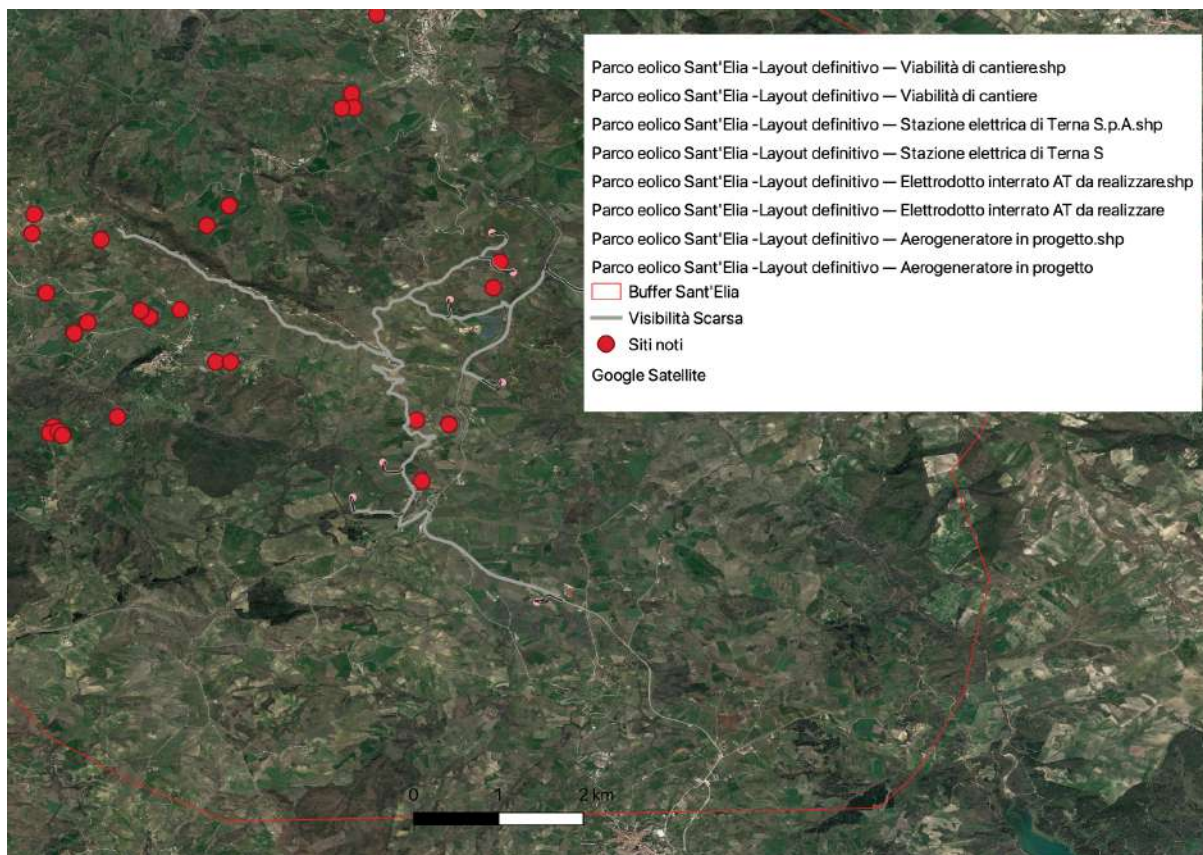 Parco eolico Sant'Elia -Layout definitivo — Viabilità di cantiere.shp
Parco eolico Sant'Elia -Layout definitivo — Viabilità di cantiere
Parco eolico Sant'Elia -Layout definitivo — Stazione elettrica di Terna S.p.A.shp
Parco eolico Sant'Elia -Layout definitivo — Stazione elettrica di Terna S
Parco eolico Sant'Elia -Layout definitivo — Elettrodotto interrato AT da realizzare.shp
Parco eolico Sant'Elia -Layout definitivo — Elettrodotto interrato AT da realizzare
Parco eolico Sant'Elia -Layout definitivo — Aerogeneratore in progetto.shp
Parco eolico Sant'Elia -Layout definitivo — Aerogeneratore in progetto
Buffer Sant'Elia
Visibilità Scarsa
Siti noti
Google Satellite
0 1 2 km